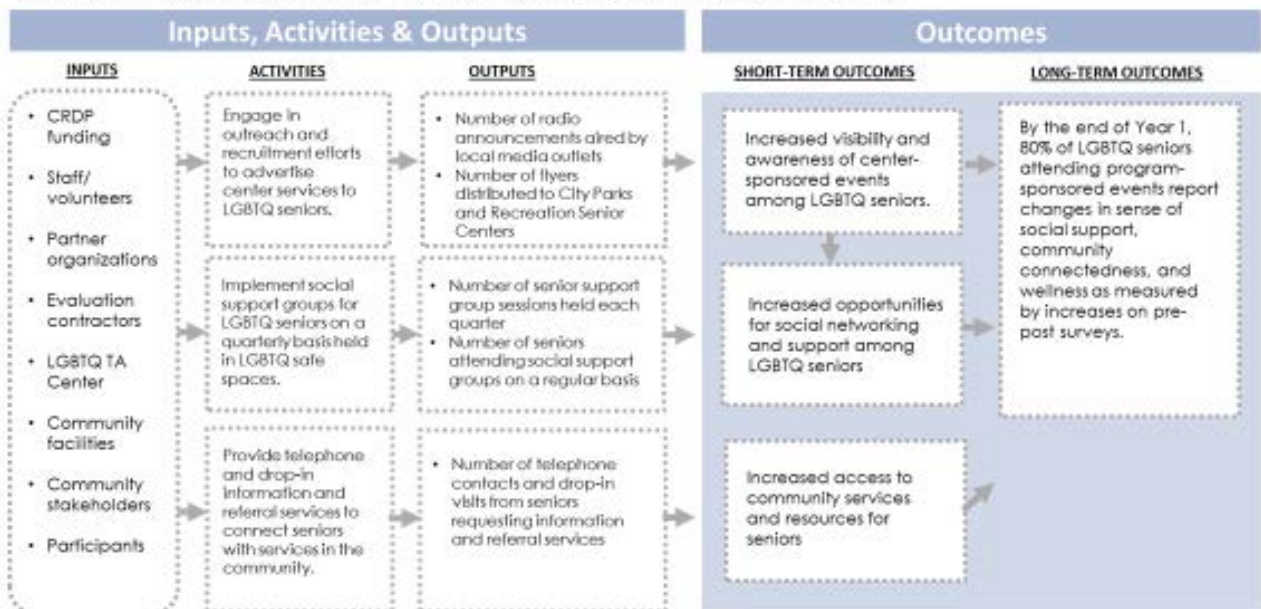 Inputs, Activities & Outputs
Outcomes
INPUTS
• CRDP
funding
• Staff/
volunteers
• Partner
organizations
• Evaluation
contractors
• LGBTQ TA
Center
• Community
facilities
• Community
stakeholders
• Participants
ACTIVITIES
Engage in
outreach and
recruitment efforts
to advertise
center services to
LGBTQ seniors.
Implement social
support groups for
LGBTQ seniors on a
quarterly basis held
in LGBTQ safe
spaces.
Provide telephone
and drop-in
information and
referral services to
connect seniors
with services in the
community.
OUTPUTS
• Number of radio
announcements aired by
local media outlets
• Number of flyers
distributed to City Parks
and Recreation Senior
Centers
• Number of senior support
group sessions held each
quarter
• Number of seniors
attending social support
groups on a regular basis
• Number of telephone
contacts and drop-in
visits from seniors
requesting information
and referral services
SHORT-TERM OUTCOMES
Increased visibility and
awareness of center-
sponsored events
among LGBTQ seniors.
Increased opportunities
for social networking
and support among
LGBTQ seniors
Increased access to
community services
and resources for
seniors
LONG-TERM OUTCOMES
By the end of Year 1,
80% of LGBTQ seniors
attending program-
sponsored events report
changes in sense of
social support,
community
connectedness, and
wellness as measured
by increases on pre-
post surveys.